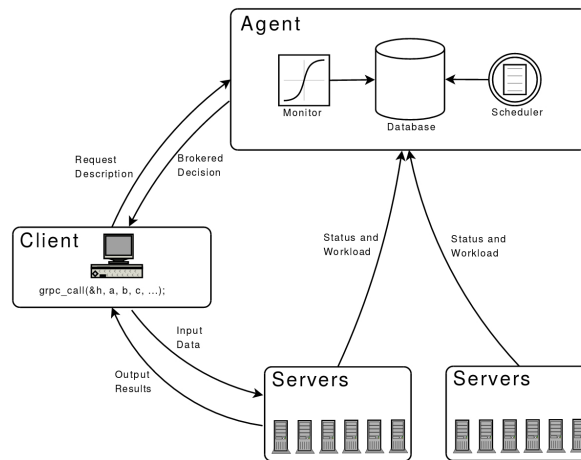 Agent
Monitor
Database
Scheduler
Request
Description
Brokered
Decision
Client
grpc_call(&h, a, b, c, ...);
Status and
Workload
Status and
Workload
Input
Data
Output
Results
Servers
Servers